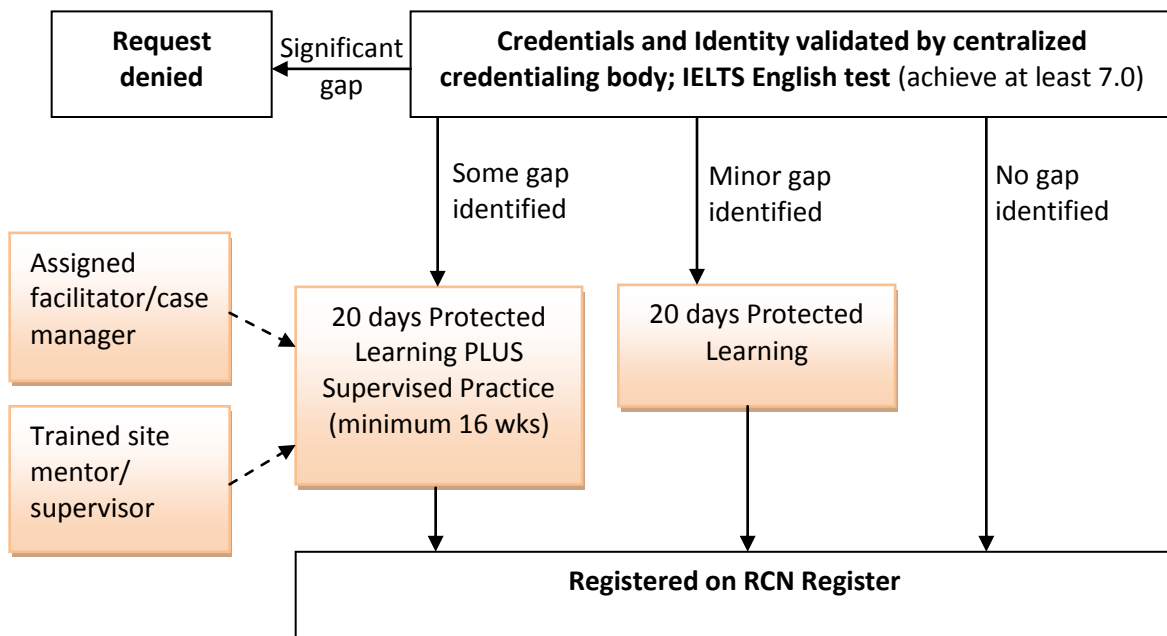 Request
denied
Significant
gap
Credentials and Identity validated by centralized
credentialing body; IELTS English test (achieve at least 7.0)
Some gap
identified
Minor gap
identified
No gap
identified
Assigned
facilitator/case
manager
Trained site
mentor/
supervisor
20 days Protected
Learning PLUS
Supervised Practice
(minimum 16 wks)
20 days Protected
Learning
Registered on RCN Register